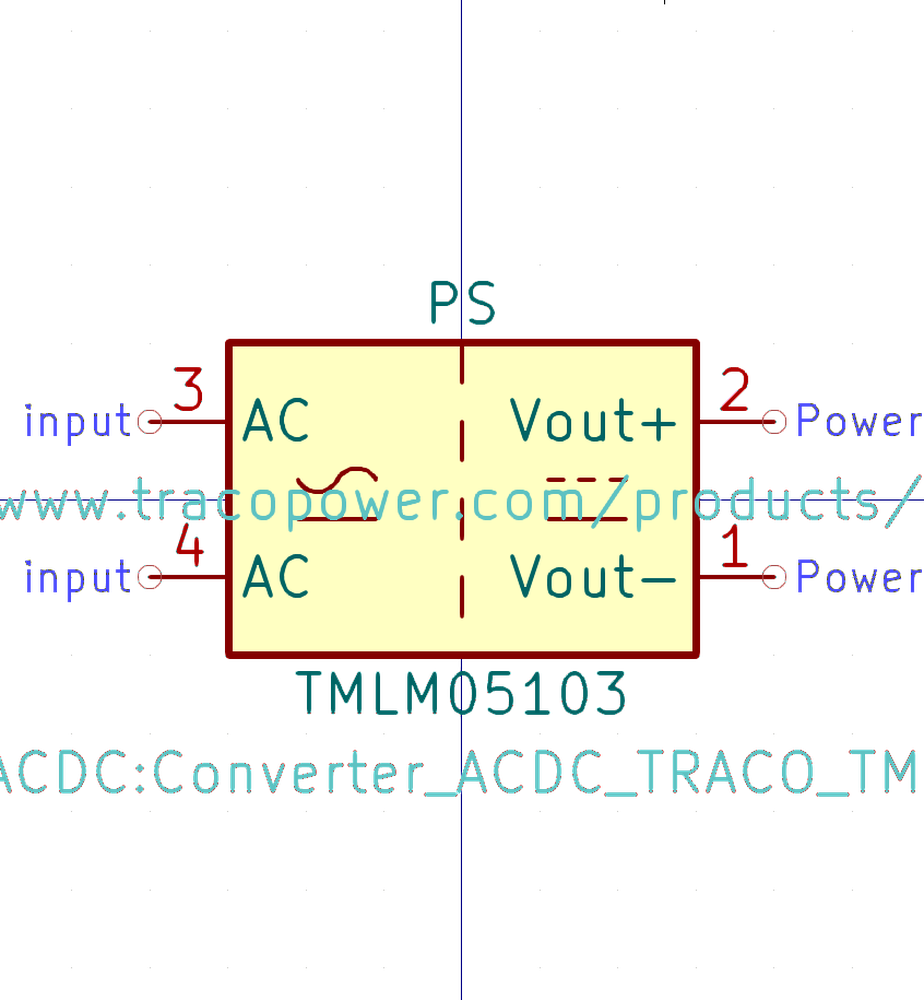 PS
3 2
input AC Vout+ Power
www.tracopower.com/products/
4 1
input AC Vout- Power
TMLM05103
ACDC:Converter_ACDC_TRACO_TM